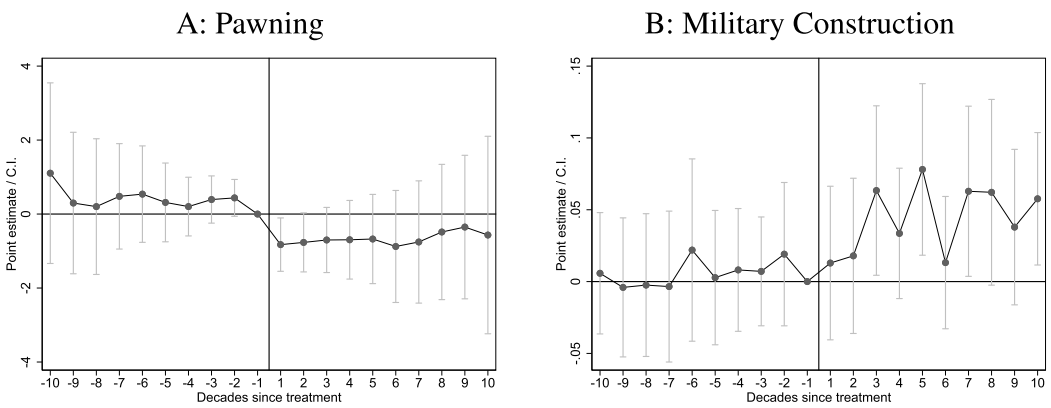 A: Pawning
Point estimate / C.I.
4
2
0
-2
-4
-10 -9 -8 -7 -6 -5 -4 -3 -2 -1 1 2 3 4 5 6 7 8 9 10
Decades since treatment
B: Military Construction
Point estimate / C.I.
.15
.1
.05
0
-.05
-10 -9 -8 -7 -6 -5 -4 -3 -2 -1 1 2 3 4 5 6 7 8 9 10
Decades since treatment